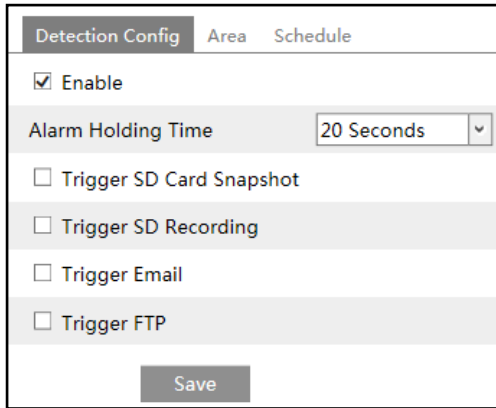 Detection Config Area Schedule
Enable
Alarm Holding Time 20 Seconds
Trigger SD Card Snapshot
Trigger SD Recording
Trigger Email
Trigger FTP
Save